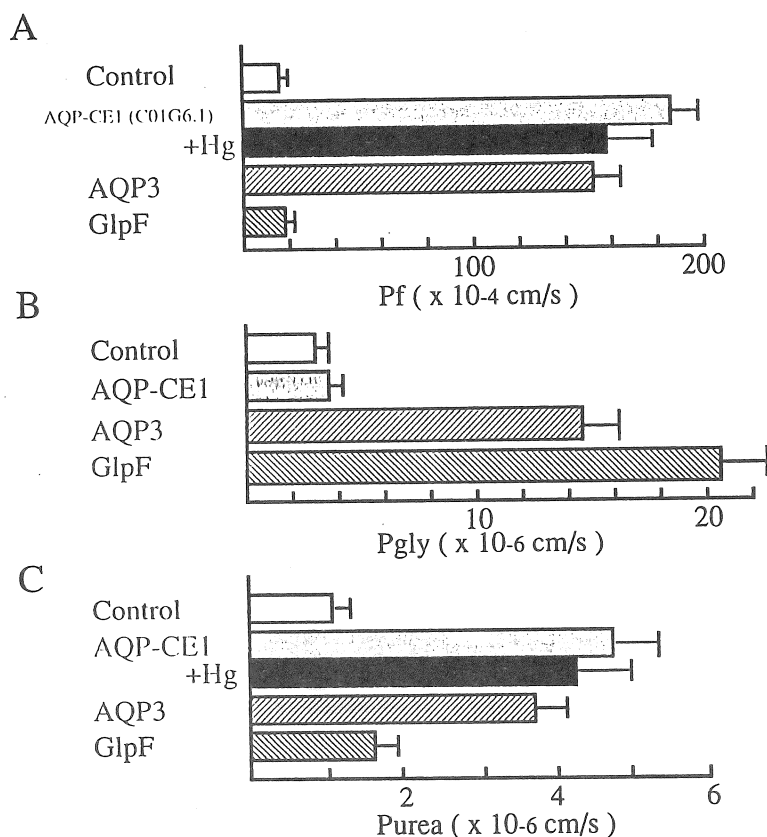 A
Control
AQP-CE1 (C01G6.1)
+Hg
AQP3
GlpF
100 200
Pf ( x 10-4 cm/s )
B
Control
AQP-CE1
AQP3
GlpF
10 20
Pgly ( x 10-6 cm/s )
C
Control
AQP-CE1
+Hg
AQP3
GlpF
2 4 6
Purea ( x 10-6 cm/s )